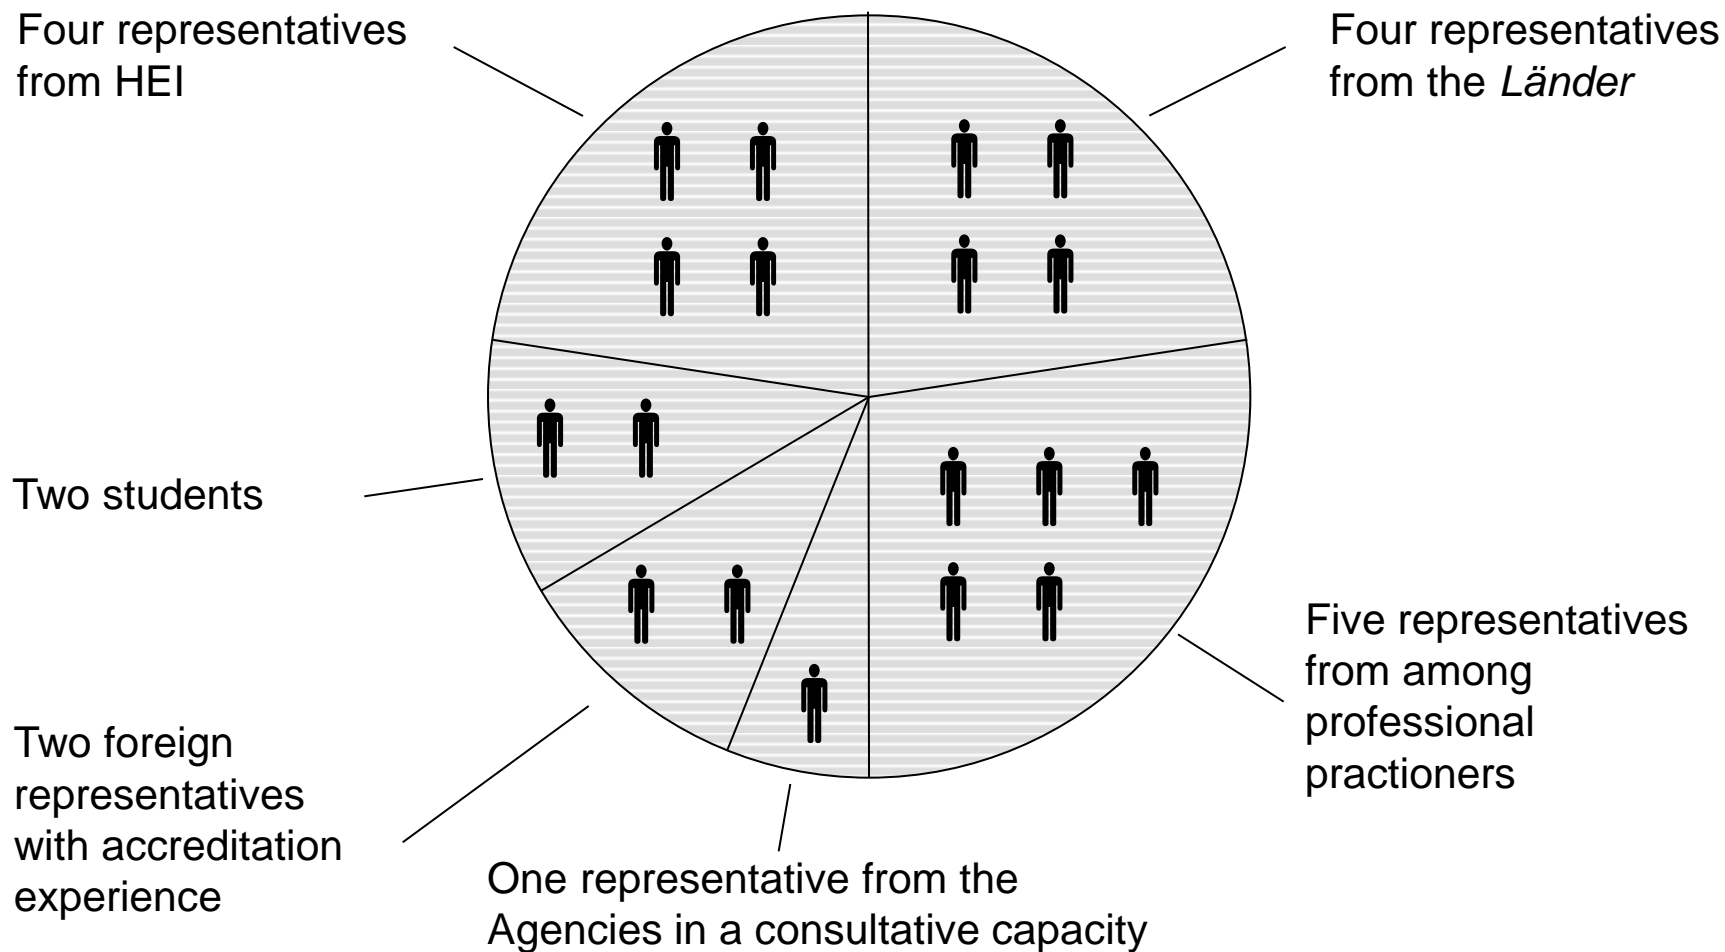 Four representatives
from HEI
Four representatives
from the Länder
Two students
Five representatives
from among
professional
practioners
Two foreign
representatives
with accreditation
experience
One representative from the
Agencies in a consultative capacity